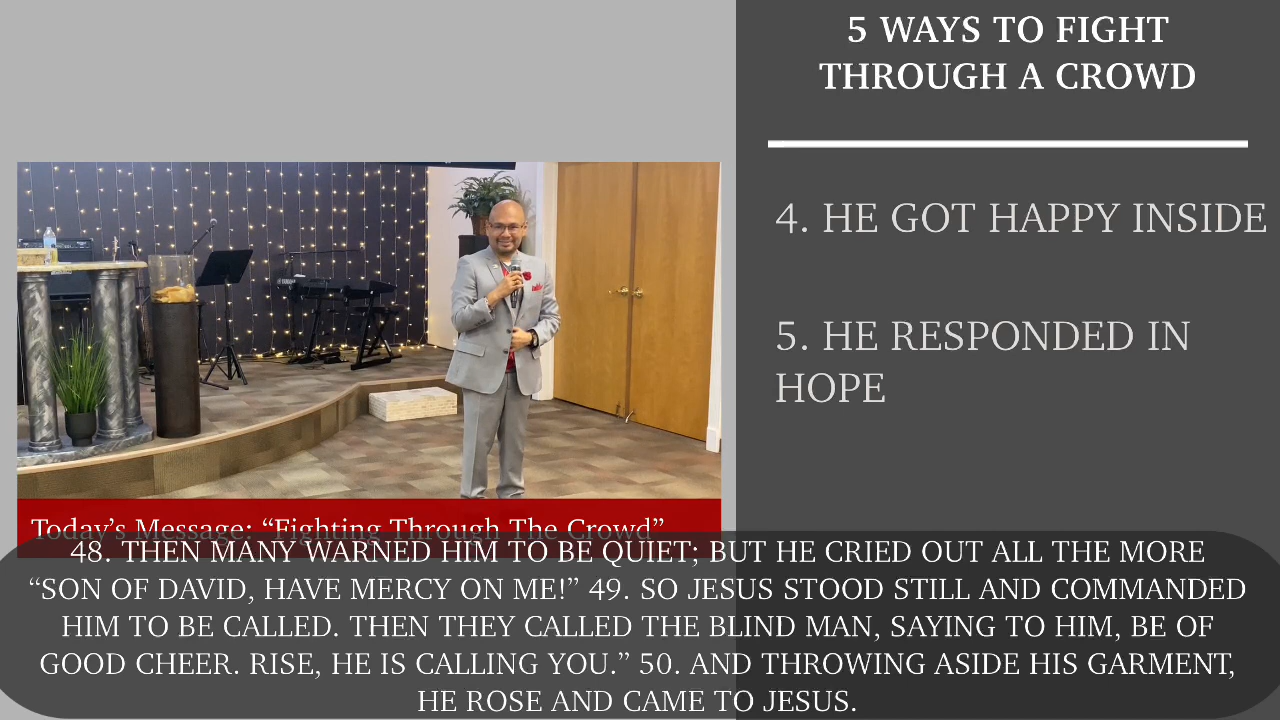 5 WAYS TO FIGHT
THROUGH A CROWD
4. HE GOT HAPPY INSIDE
5. HE RESPONDED IN
HOPE
Today's Message: “Fighting Through The Crowd”
48. THEN MANY WARNED HIM TO BE QUIET; BUT HE CRIED OUT ALL THE MORE
“SON OF DAVID, HAVE MERCY ON ME!” 49. SO JESUS STOOD STILL AND COMMANDED
HIM TO BE CALLED. THEN THEY CALLED THE BLIND MAN, SAYING TO HIM, BE OF
GOOD CHEER. RISE, HE IS CALLING YOU.” 50. AND THROWING ASIDE HIS GARMENT,
HE ROSE AND CAME TO JESUS.